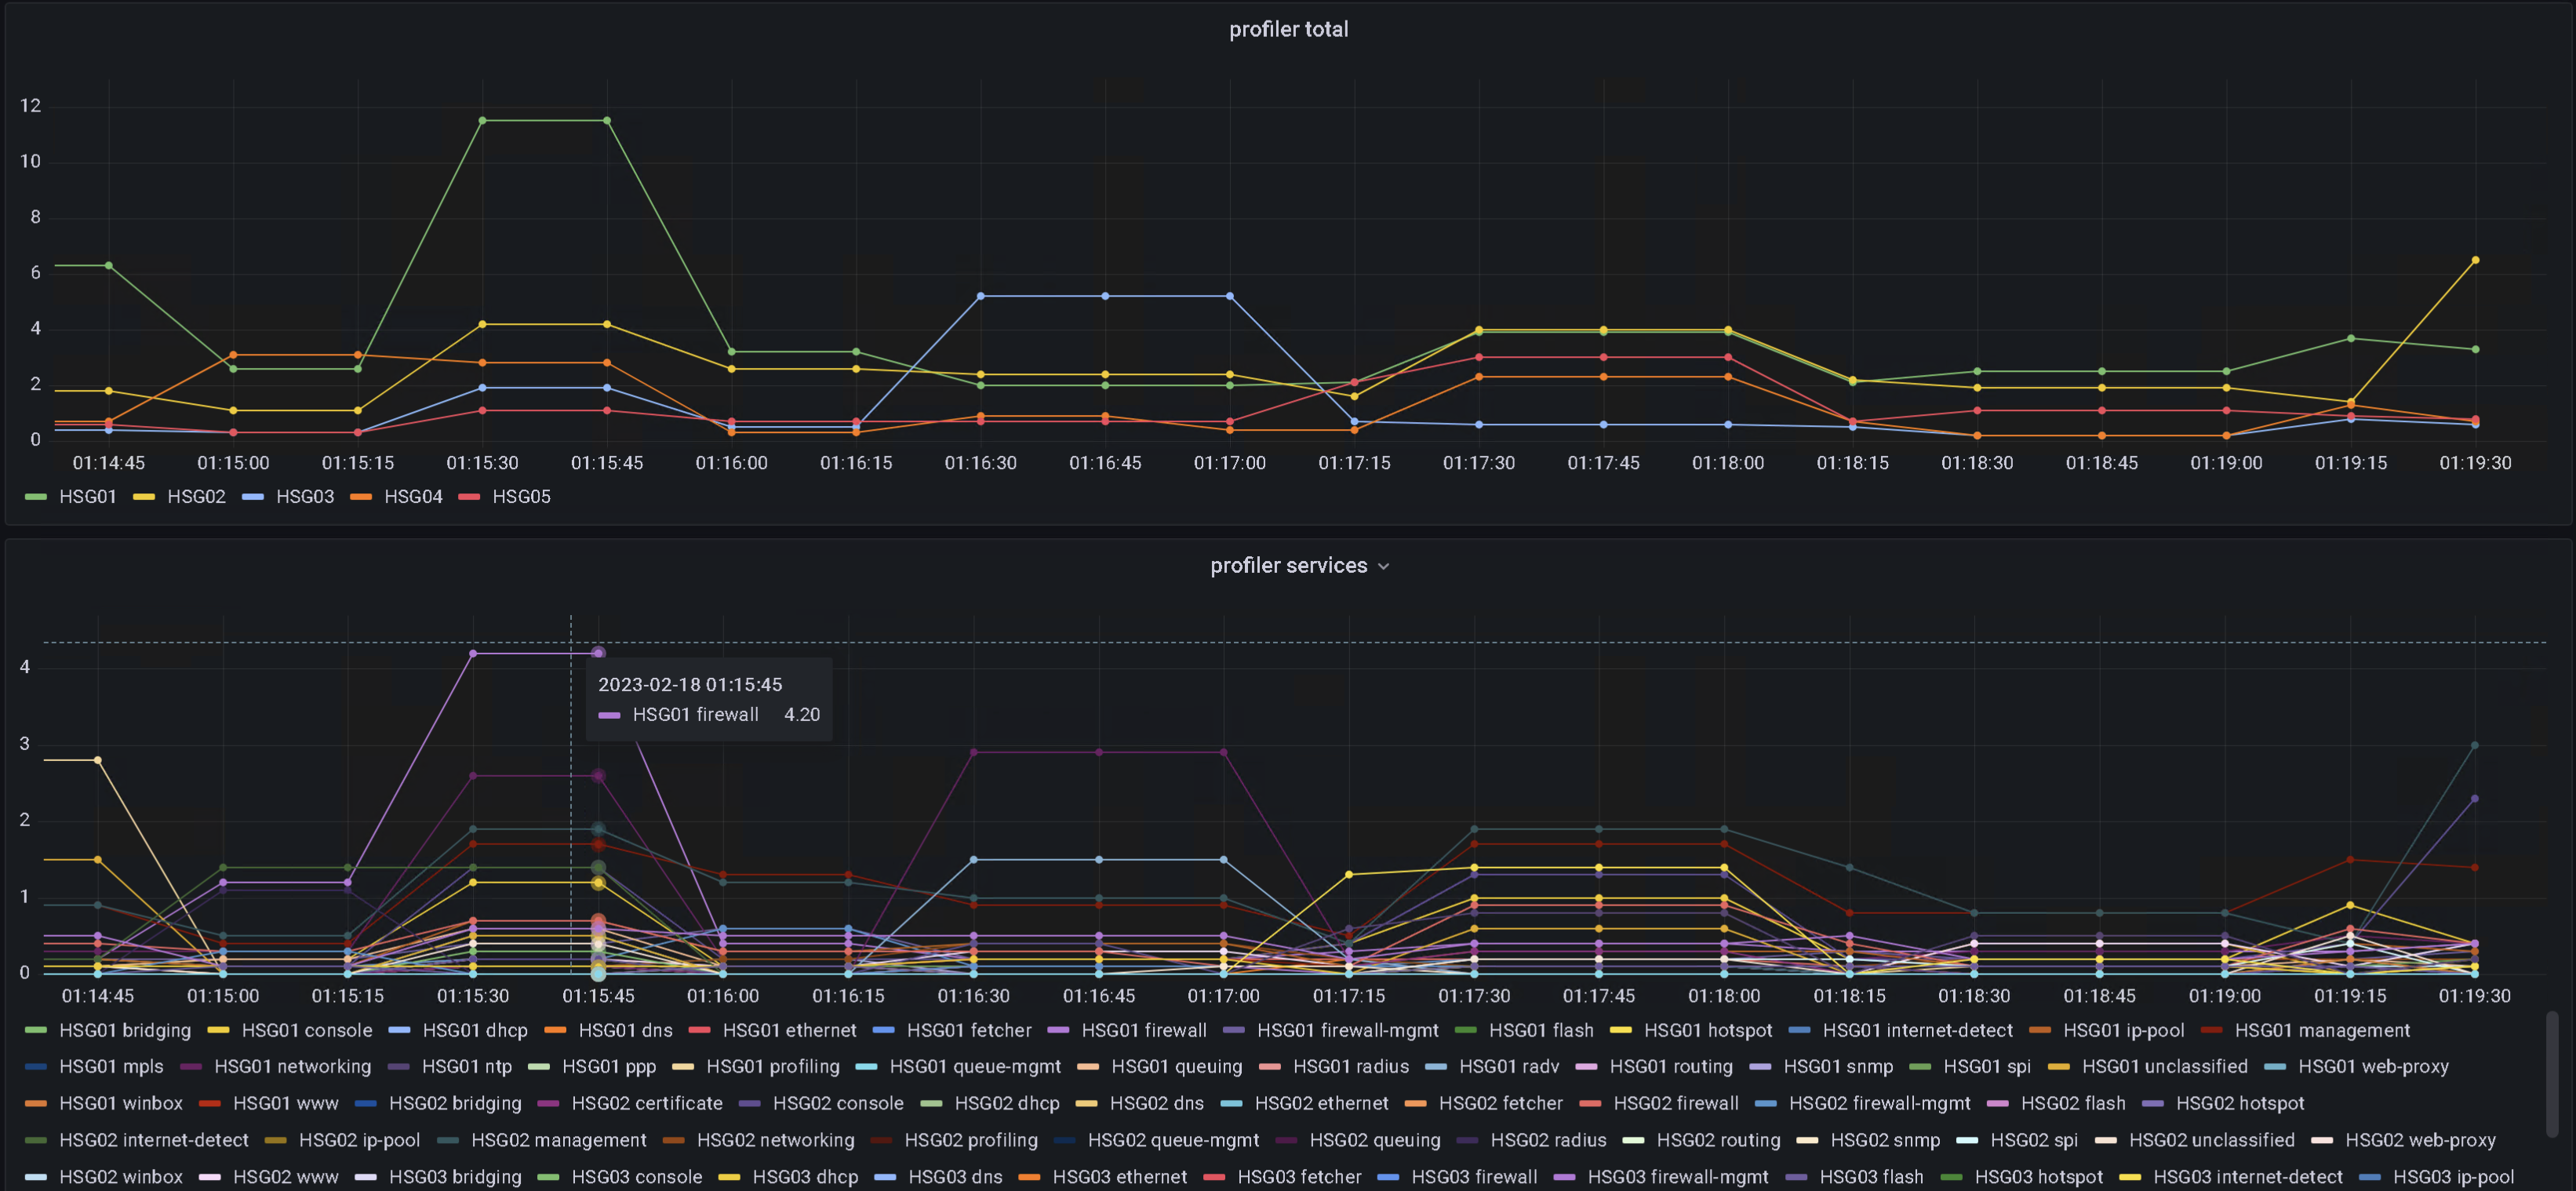 profiler total
12
10
8
6
4
2
0
01:14:45 01:15:00 01:15:15 01:15:30 01:15:45 01:16:00 01:16:15 01:16:30 01:16:45 01:17:00 01:17:15 01:17:30 01:17:45 01:18:00 01:18:15 01:18:30 01:18:45 01:19:00 01:19:15 01:19:30
HSG01 HSG02 HSG03 HSG04 HSG05
profiler services
4
2023-02-18 01:15:45
HSG01 firewall 4.20
3
2
1
0
01:14:45 01:15:00 01:15:15 01:15:30 01:15:45 01:16:00 01:16:15 01:16:30 01:16:45 01:17:00 01:17:15 01:17:30 01:17:45 01:18:00 01:18:15 01:18:30 01:18:45 01:19:00 01:19:15 01:19:30
HSG01 bridging HSG01 console HSG01 dhcp HSG01 dns HSG01 ethernet HSG01 fetcher HSG01 firewall HSG01 firewall-mgmt HSG01 flash HSG01 hotspot HSG01 internet-detect HSG01 ip-pool HSG01 management
HSG01 mpls HSG01 networking HSG01 ntp HSG01 ppp HSG01 profiling HSG01 queue-mgmt HSG01 queuing HSG01 radius HSG01 radv HSG01 routing HSG01 snmp HSG01 spi HSG01 unclassified HSG01 web-proxy
HSG01 winbox HSG01 www HSG02 bridging HSG02 certificate HSG02 console HSG02 dhcp HSG02 dns HSG02 ethernet HSG02 fetcher HSG02 firewall HSG02 firewall-mgmt HSG02 flash HSG02 hotspot
HSG02 internet-detect HSG02 ip-pool HSG02 management HSG02 networking HSG02 profiling HSG02 queue-mgmt HSG02 queuing HSG02 radius HSG02 routing HSG02 snmp HSG02 spi HSG02 unclassified HSG02 web-proxy
HSG02 winbox HSG02 www HSG03 bridging HSG03 console HSG03 dhcp HSG03 dns HSG03 ethernet HSG03 fetcher HSG03 firewall HSG03 firewall-mgmt HSG03 flash HSG03 hotspot HSG03 internet-detect HSG03 ip-pool